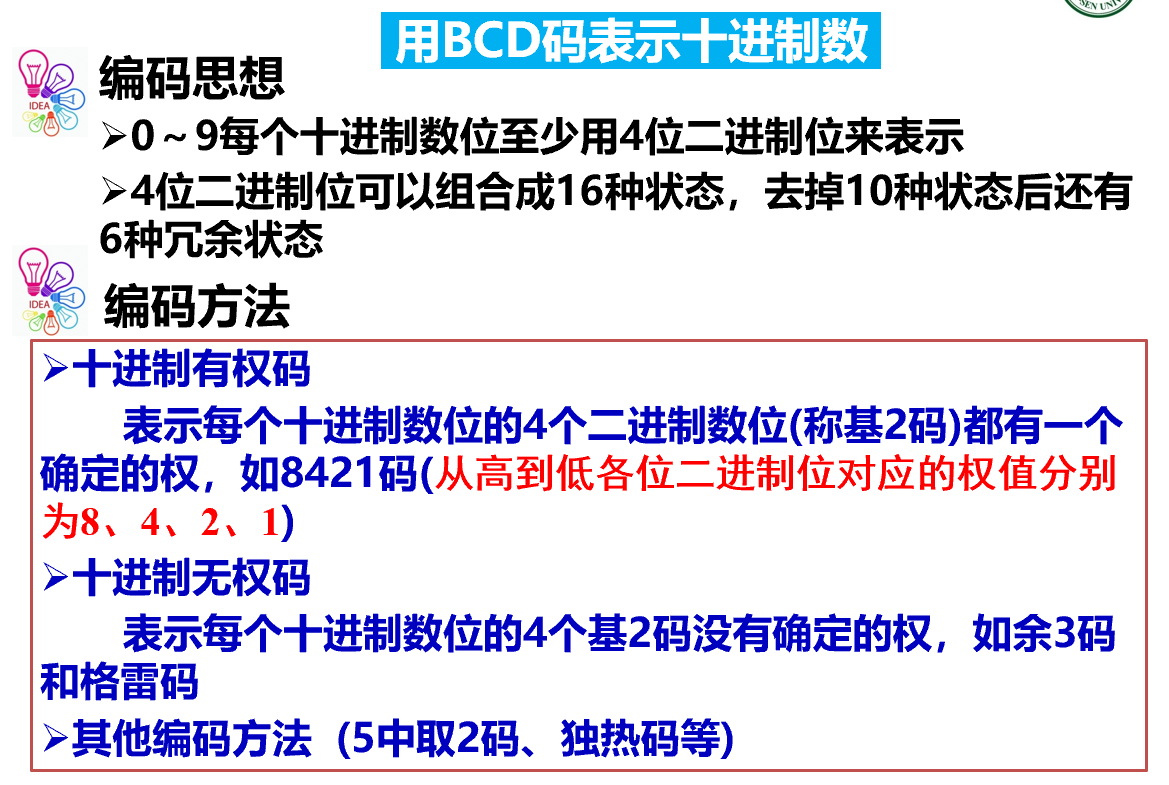 SEN UNIV
用BCD码表示十进制数
IDEA
编码思想
➢0～9每个十进制数位至少用4位二进制位来表示
➢4位二进制位可以组合成16种状态，去掉10种状态后还有
6种冗余状态
IDEA
编码方法
➢十进制有权码
表示每个十进制数位的4个二进制数位(称基2码)都有一个
确定的权，如8421码(从高到低各位二进制位对应的权值分别
为8、4、2、1)
➢十进制无权码
表示每个十进制数位的4个基2码没有确定的权，如余3码
和格雷码
➢其他编码方法（5中取2码、独热码等)